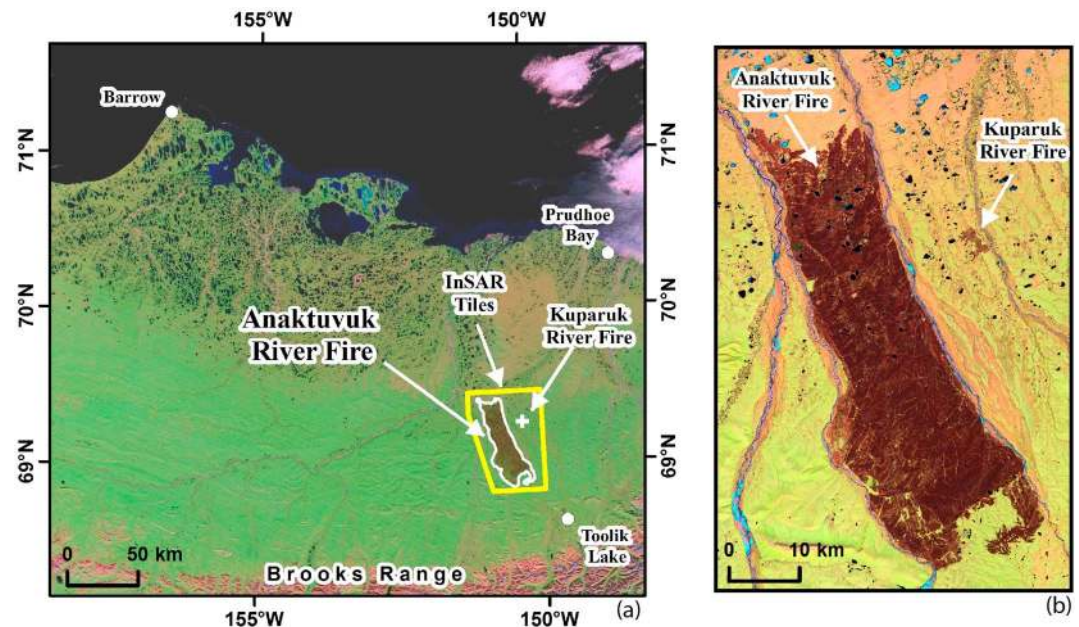 155°W
150°W
Barrow
71°N
71°N
Prudhoe
Bay
InSAR
Tiles
70°N
70°N
Anaktuvuk
River Fire
Kuparuk
River Fire
69°N
69°N
Toolik
Lake
0 50 km
Brooks Range
(a)
155°W
150°W
Anaktuvuk
River Fire
Kuparuk
River Fire
0 10 km
(b)